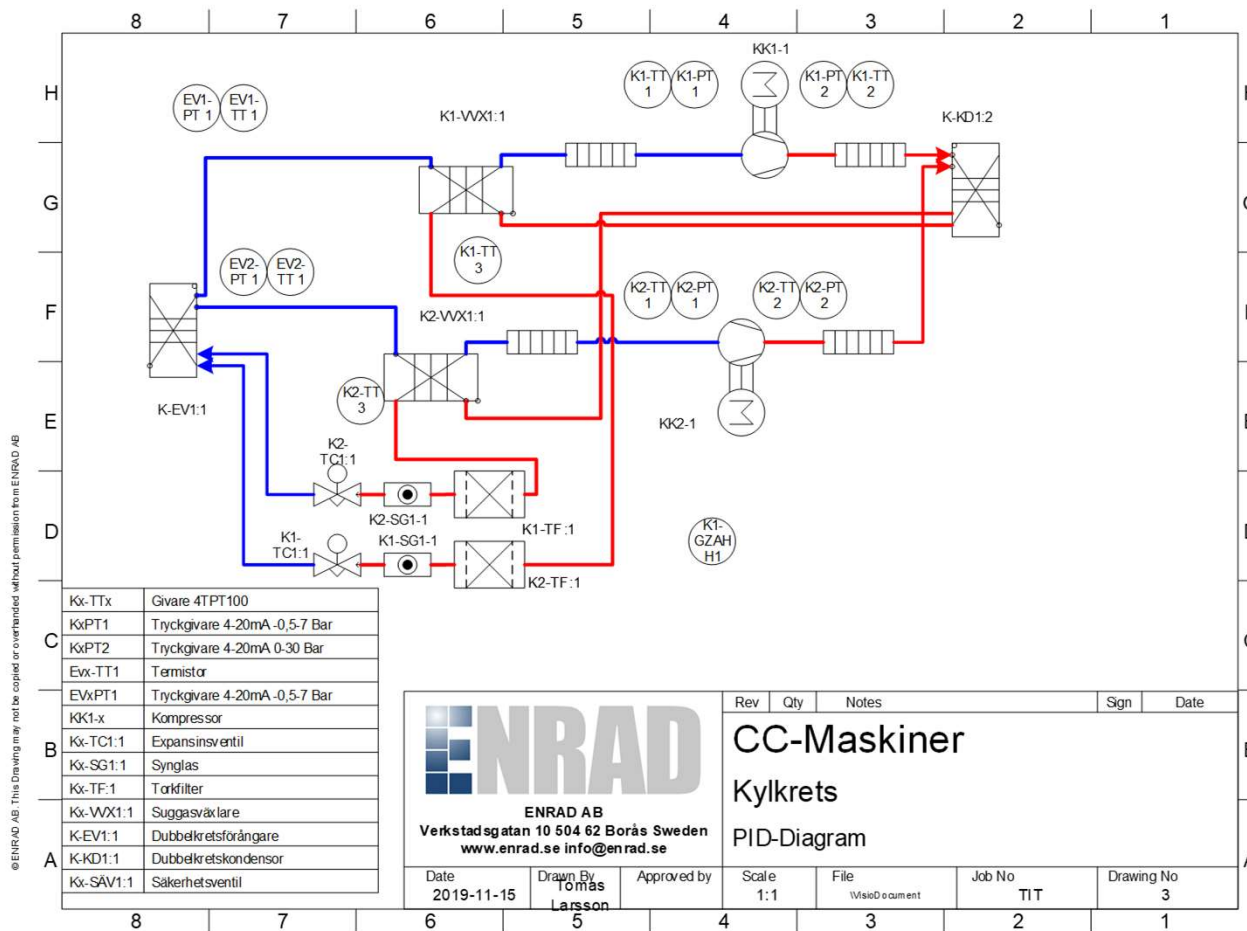 8 7 6 5 4 3 2 1
H
G
F
E
D
C
B
A
KK1-1
K1-TT
1
K1-PT
1
K1-PT
2
K1-TT
2
EV1-
PT 1
EV1-
TT 1
K1-VVX1:1
K-KD1:2
K1-TT
3
EV2-
PT 1
EV2-
TT 1
K2-TT
1
K2-PT
1
K2-TT
2
K2-PT
2
K2-VVX1:1
K2-TT
3
K-EV1:1
KK2-1
K2-
TC1:1
K2-SG1-1
K1-TF:1
K1-
TC1:1
K1-SG1-1
K2-TF:1
K1-
GZAH
H1
Kx-TTx Givare 4TPT100
KxPT1 Tryckgivare 4-20mA -0,5-7 Bar
KxPT2 Tryckgivare 4-20mA 0-30 Bar
Evx-TT1 Termistor
EVxPT1 Tryckgivare 4-20mA -0,5-7 Bar
KK1-x Kompressor
Kx-TC1:1 Expansinsventil
Kx-SG1:1 Synglas
Kx-TF:1 Torkfilter
Kx-VVX1:1 Suggasväxlare
K-EV1:1 Dubbelkretsförångare
K-KD1:1 Dubbelkretskondensor
Kx-SÄV1:1 Säkerhetsventil
©ENRAD AB. This Drawing may not be copied or overhanded without permission from ENRAD AB
ENRAD
ENRAD AB
Verkstadsgatan 10 504 62 Borås Sweden
www.enrad.se info@enrad.se
Rev Qty Notes Sign Date
CC-Maskiner
Kylkrets
PID-Diagram
Date
2019-11-15
Drawn By
Tomas
Larsson
Approved by
Scale
1:1
File
\\VisioDocument
Job No
TIT
Drawing No
3
8 7 6 5 4 3 2 1